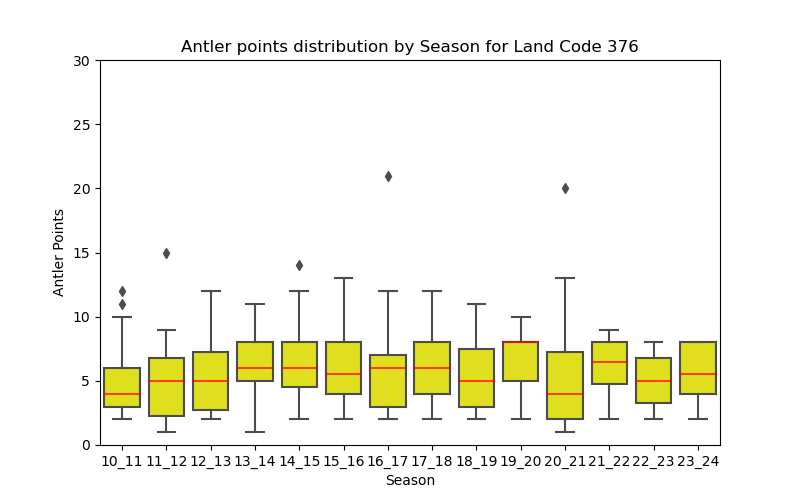 Antler points distribution by Season for Land Code 376
30
25
20
15
10
5
0
Antler Points
10_11 11_12 12_13 13_14 14_15 15_16 16_17 17_18 18_19 19_20 20_21 21_22 22_23 23_24
Season